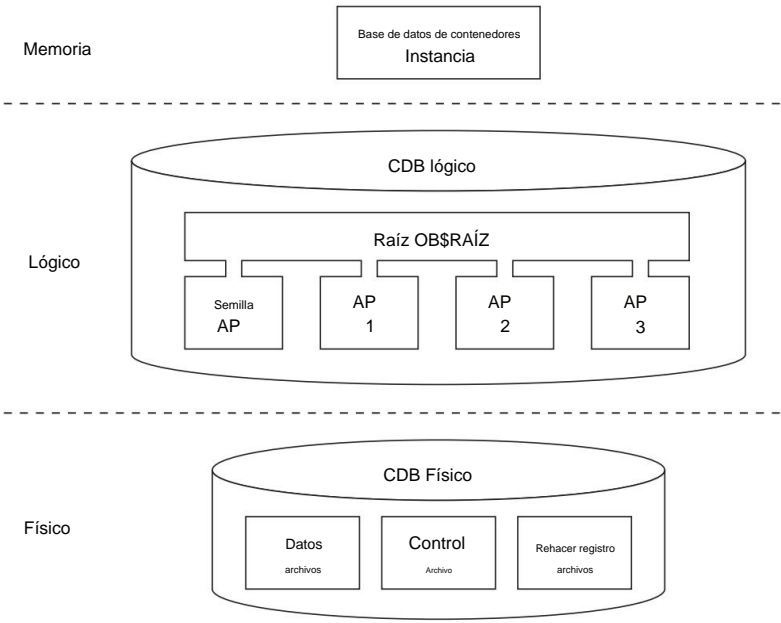 Memoria
Base de datos de contenedores
Instancia
Lógico
CDB lógico
Raíz OB$RAÍZ
Semilla
AP
AP
1
AP
2
AP
3
Físico
CDB Físico
Datos
archivos
Control
Archivo
Rehacer registro
archivos